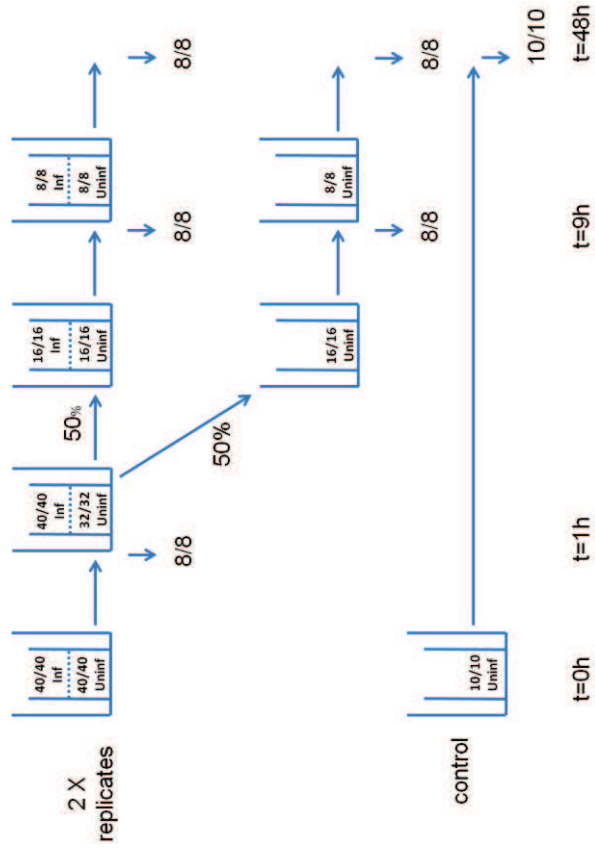 2 X
replicates
40/40
Inf
40/40
Uninf
8/8
40/40
Inf
32/32
Uninf
50%
50%
16/16
Inf
16/16
Uninf
8/8
8/8
Inf
8/8
Uninf
8/8
16/16
Uninf
8/8
8/8
Uninf
8/8
control
10/10
Uninf
10/10
t=0h
t=1h
t=9h
t=48h